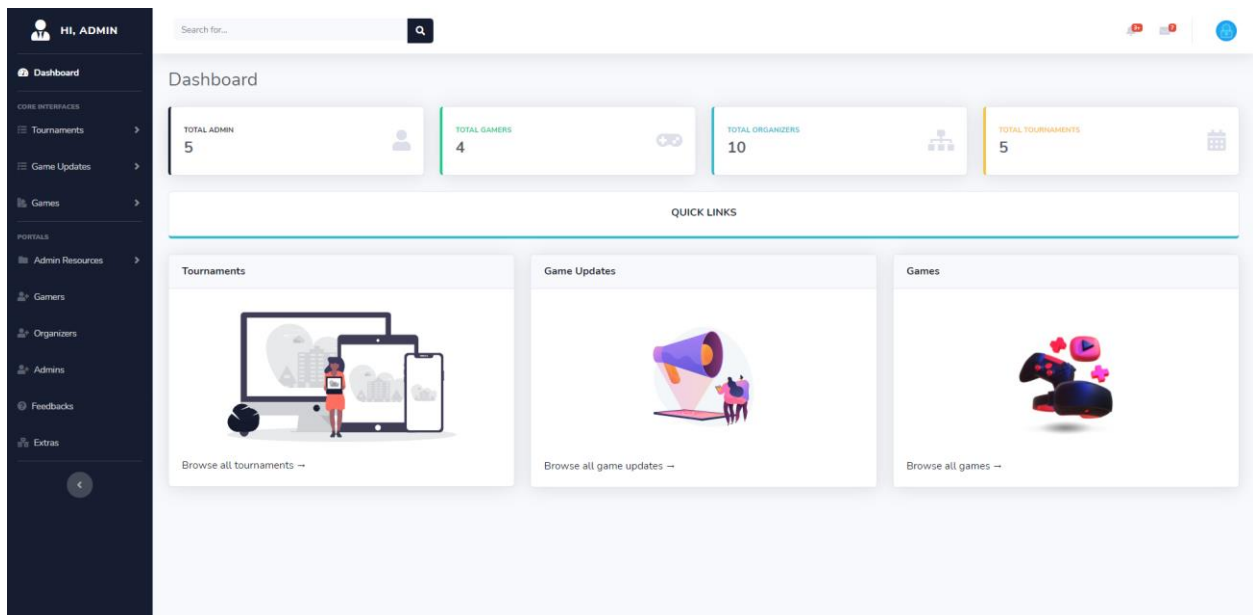 HI, ADMIN
Search for...
Dashboard
CORE INTERFACES
Tournaments
Game Updates
Games
PORTALS
Admin Resources
Gamers
Organizers
Admins
Feedbacks
Extras
Dashboard
TOTAL ADMIN
5
TOTAL GAMERS
4
TOTAL ORGANIZERS
10
TOTAL TOURNAMENTS
5
QUICK LINKS
Tournaments
Browse all tournaments →
Game Updates
Browse all game updates →
Games
Browse all games →